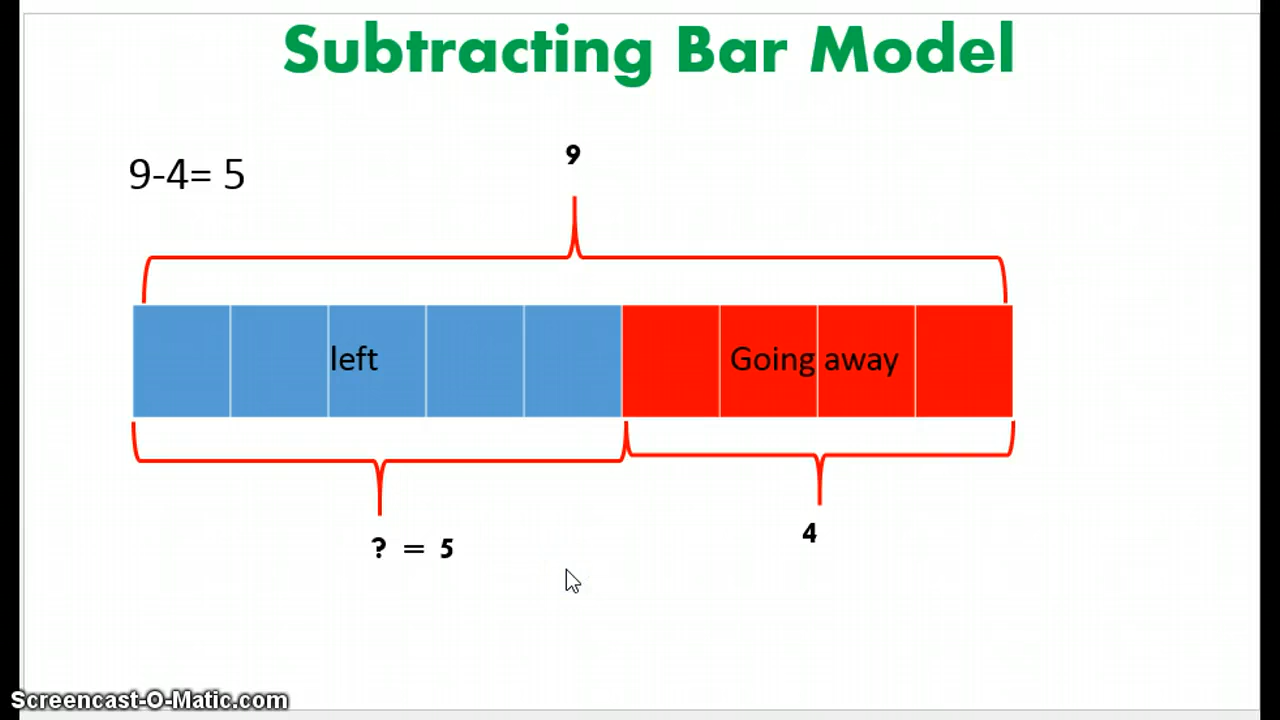 Subtracting Bar Model
9-4= 5
9
left
Going away
? = 5
4
Screencast-O-Matic.com